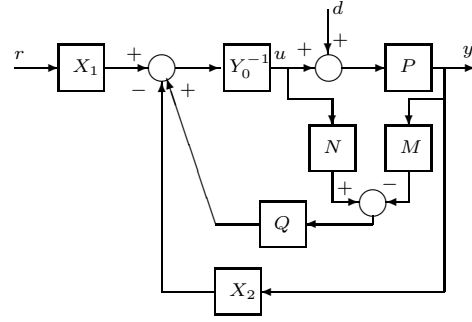 d
r
X₁
+
−
+
Y₀⁻¹
u
+
+
P
y
N
M
+
−
Q
X₂